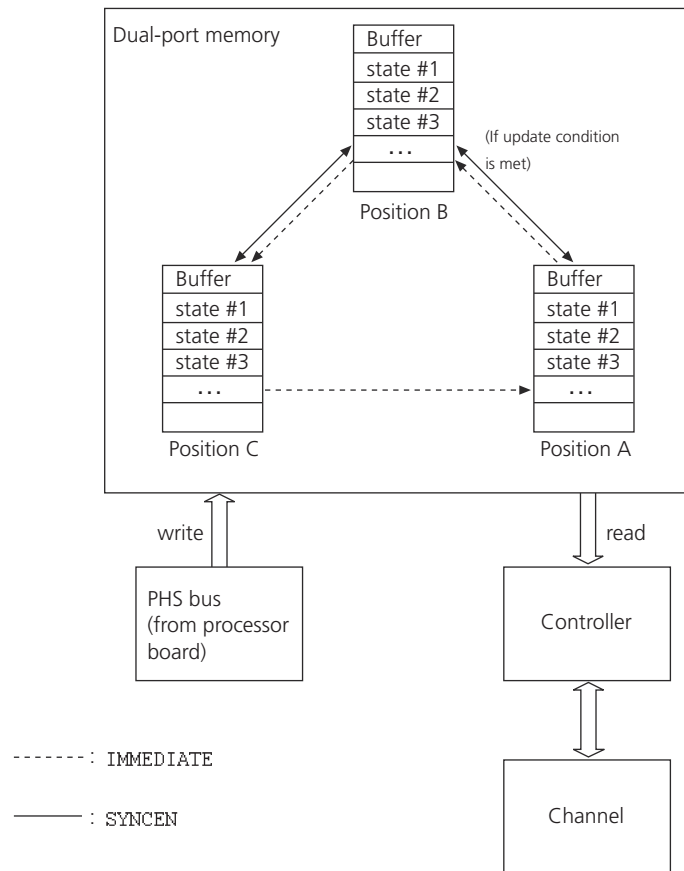 Dual-port memory
Buffer
state #1
state #2
state #3
...
Position B
(If update condition
is met)
Buffer
state #1
state #2
state #3
...
Position C
Buffer
state #1
state #2
state #3
...
Position A
write
read
PHS bus
(from processor
board)
Controller
Channel
: IMMEDIATE
: SYNCEN